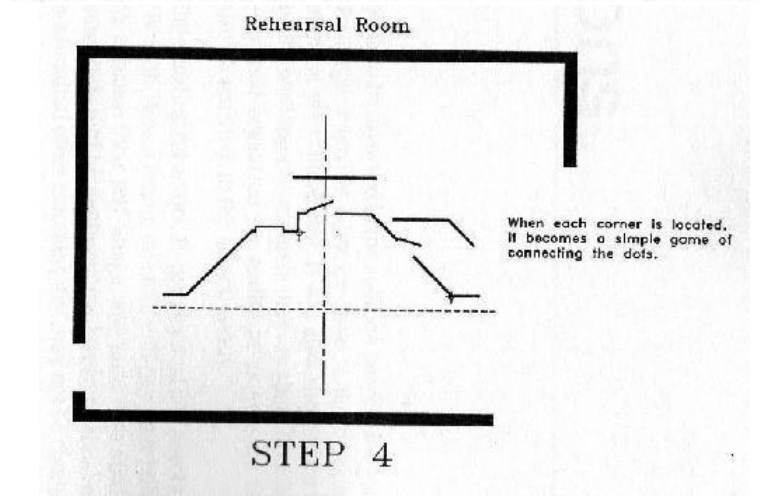 Rehearsal Room
When each corner is located,
it becomes a simple game of
connecting the dots.
STEP 4